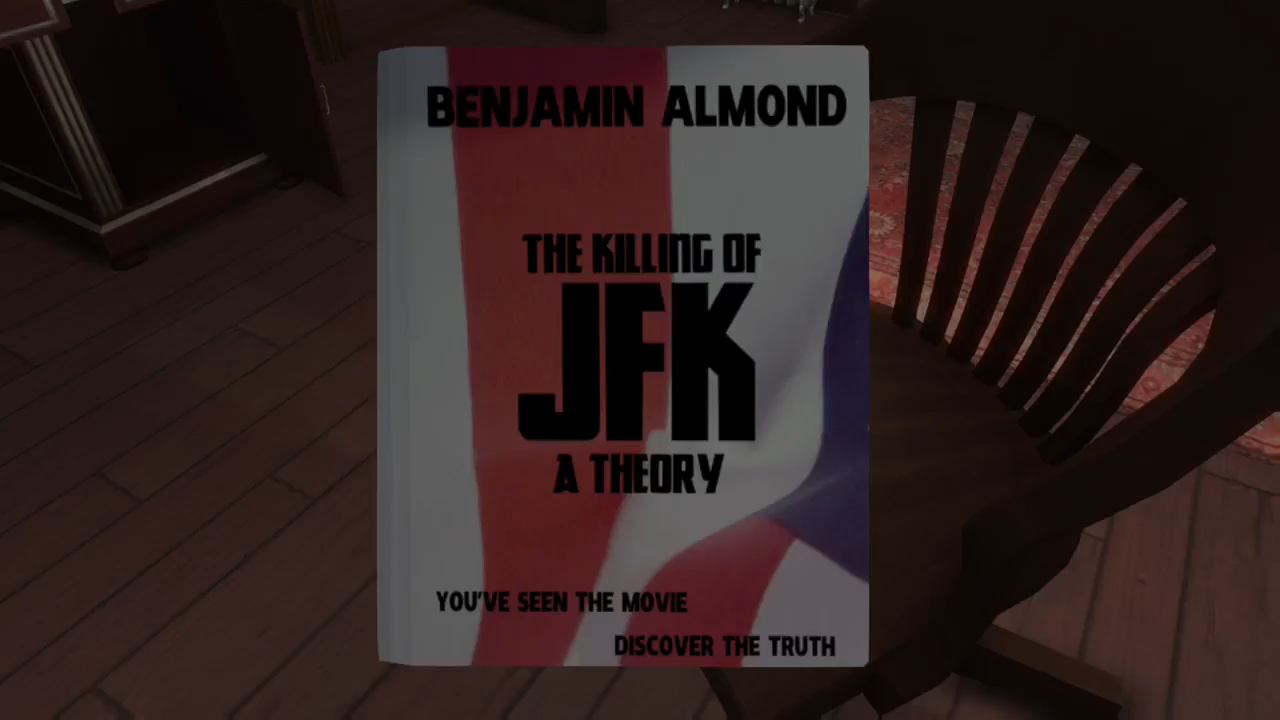 BENJAMIN ALMOND
THE KILLING OF
JFK
A THEORY
YOU'VE SEEN THE MOVIE
DISCOVER THE TRUTH